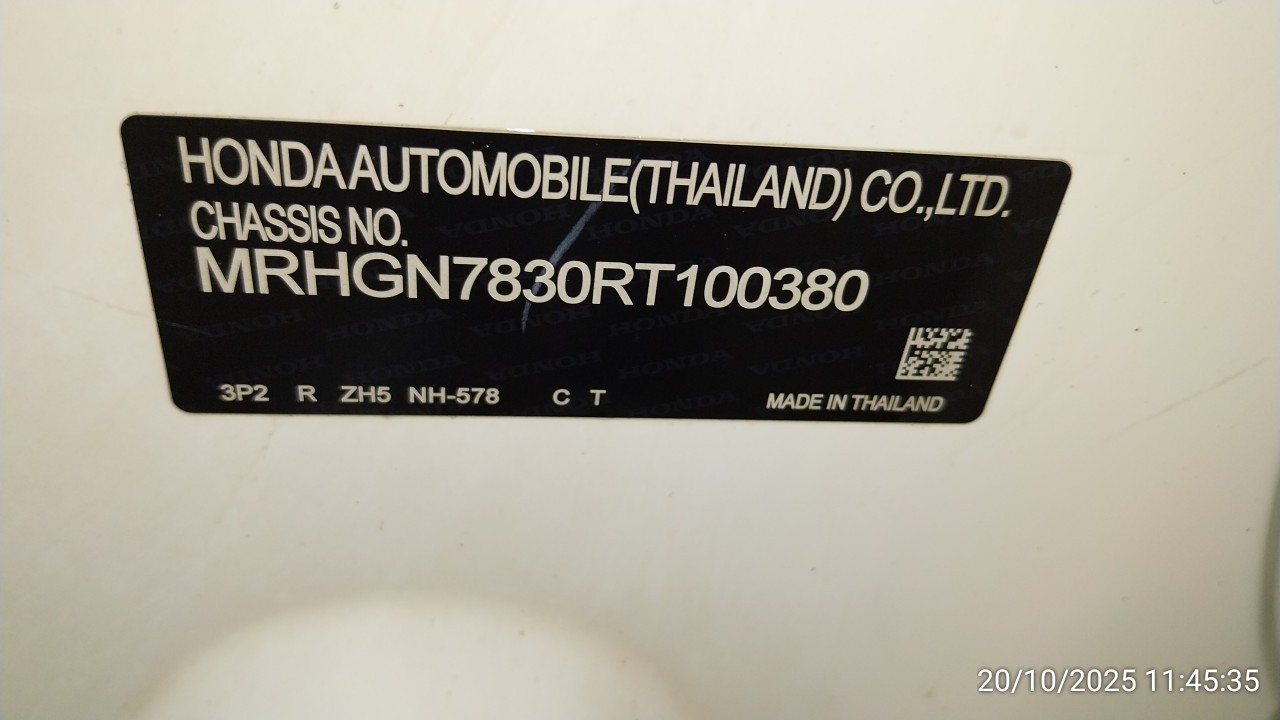 HONDA AUTOMOBILE (THAILAND) CO., LTD.
CHASSIS NO.
MRHGN7830RT100380
3P2 R ZH5 NH-578 C T
MADE IN THAILAND
20/10/2025 11:45:35